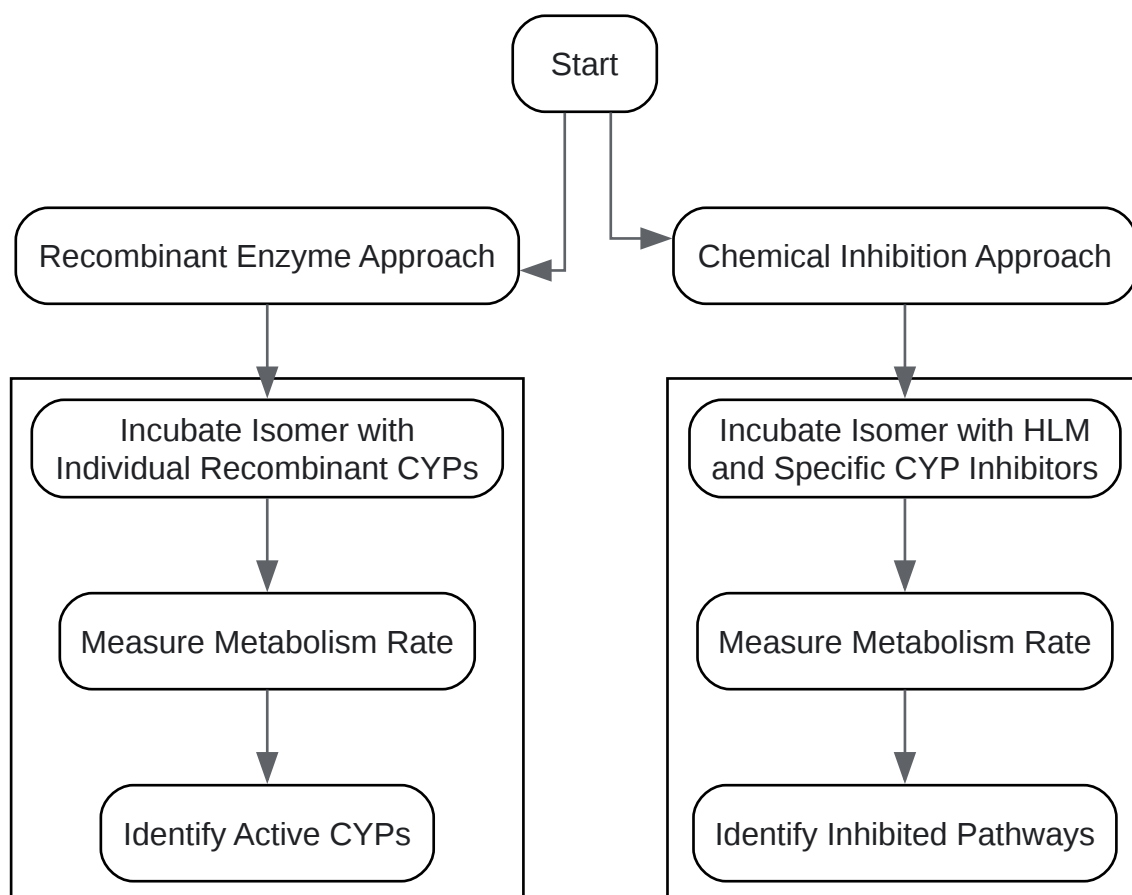 Start
Recombinant Enzyme Approach
Chemical Inhibition Approach
Incubate Isomer with
Individual Recombinant CYPs
Incubate Isomer with HLM
and Specific CYP Inhibitors
Measure Metabolism Rate
Measure Metabolism Rate
Identify Active CYPs
Identify Inhibited Pathways